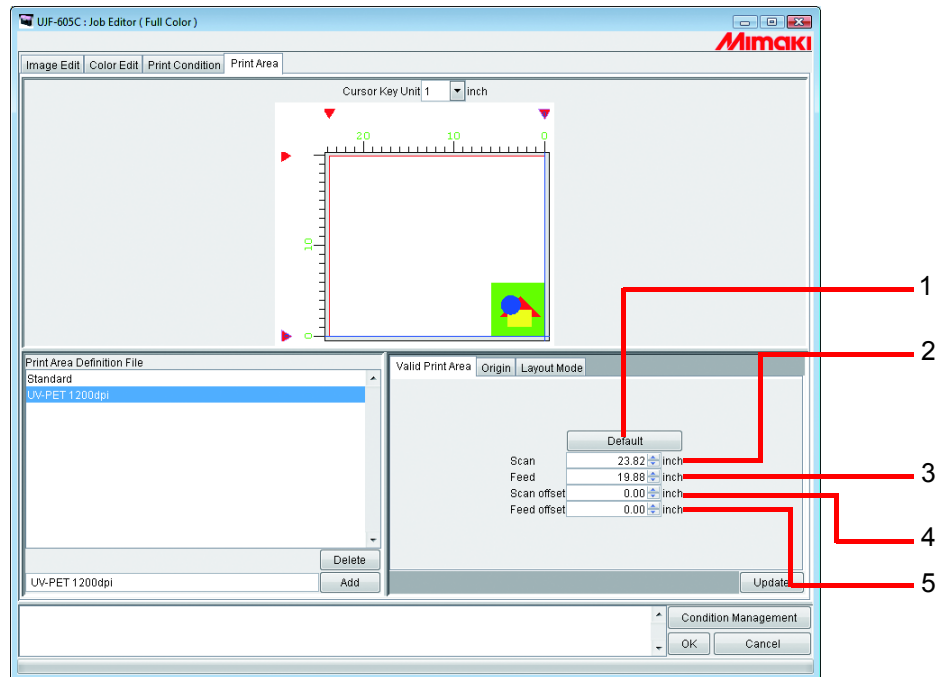 UJF-605C : Job Editor ( Full Color )
Mimaki
Image Edit Color Edit Print Condition Print Area
Cursor Key Unit 1 inch
20 10 0
10
0
1
2
3
4
5
Print Area Definition File
Standard
UV-PET 1200dpi
Delete
UV-PET 1200dpi Add
Valid Print Area Origin Layout Mode
Default
Scan 23.82 inch
Feed 19.88 inch
Scan offset 0.00 inch
Feed offset 0.00 inch
Update
Condition Management
OK Cancel